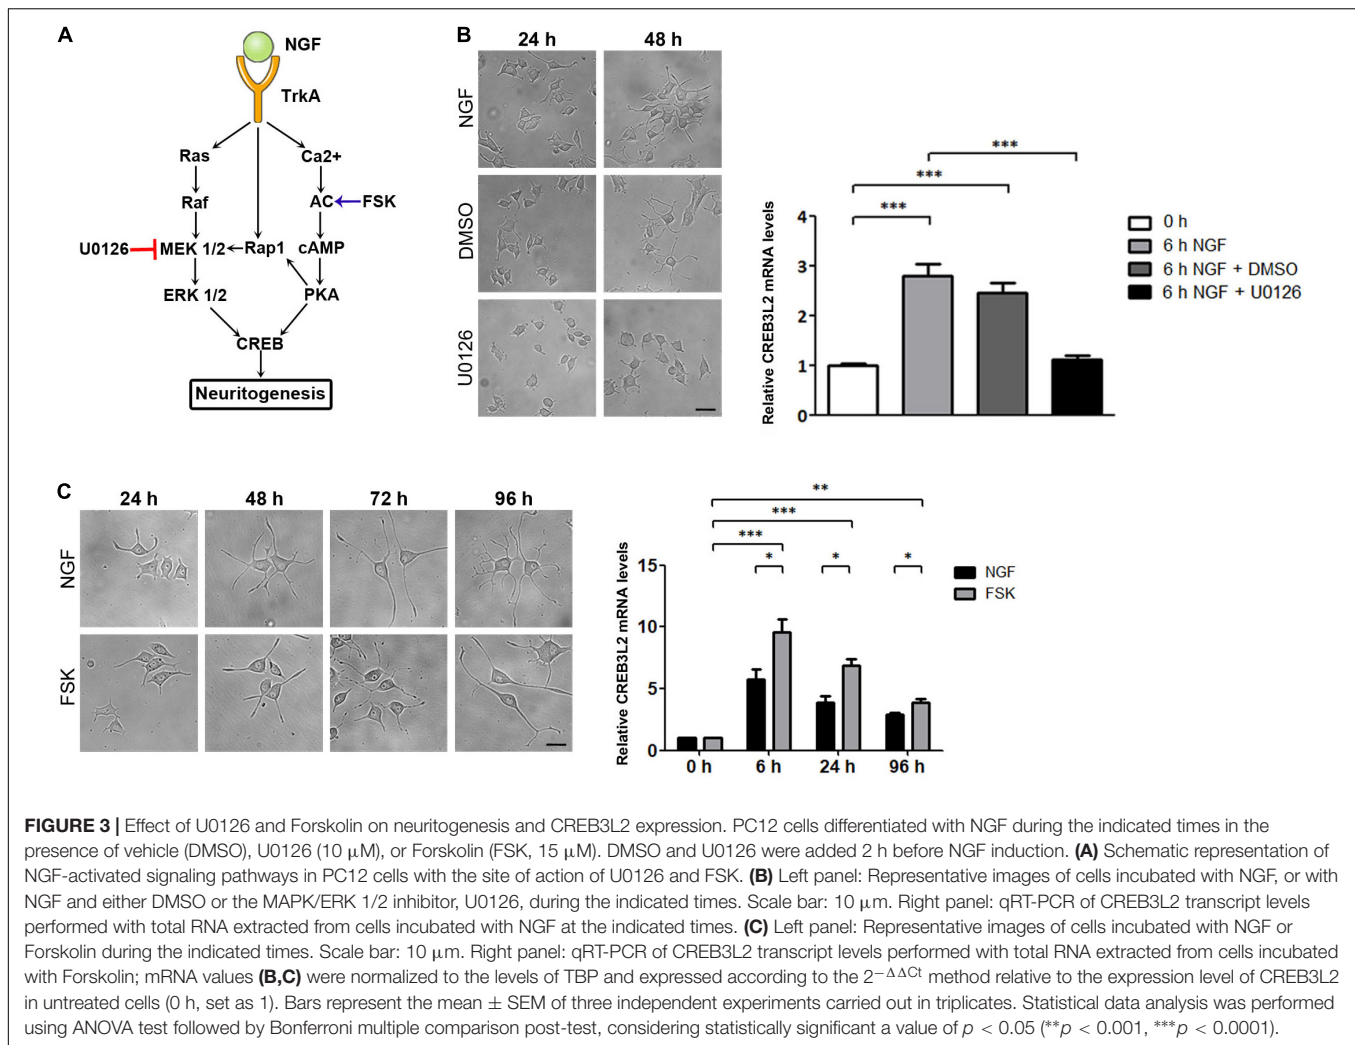 A
NGF
TrkA
Ras
Ca2+
Raf
AC
FSK
U0126
MEK 1/2
Rap1
cAMP
ERK 1/2
PKA
CREB
Neuritogenesis
B
24 h
48 h
NGF
DMSO
U0126
Relative CREB3L2 mRNA levels
4
3
2
1
0
***
***
***
0 h
6 h NGF
6 h NGF + DMSO
6 h NGF + U0126
C
24 h
48 h
72 h
96 h
NGF
FSK
Relative CREB3L2 mRNA levels
15
10
5
0
**
***
***
*
*
*
0 h
6 h
24 h
96 h
NGF
FSK
FIGURE 3 | Effect of U0126 and Forskolin on neuritogenesis and CREB3L2 expression. PC12 cells differentiated with NGF during the indicated times in the
presence of vehicle (DMSO), U0126 (10 μM), or Forskolin (FSK, 15 μM). DMSO and U0126 were added 2 h before NGF induction. (A) Schematic representation of
NGF-activated signaling pathways in PC12 cells with the site of action of U0126 and FSK. (B) Left panel: Representative images of cells incubated with NGF, or with
NGF and either DMSO or the MAPK/ERK 1/2 inhibitor, U0126, during the indicated times. Scale bar: 10 μm. Right panel: qRT-PCR of CREB3L2 transcript levels
performed with total RNA extracted from cells incubated with NGF at the indicated times. (C) Left panel: Representative images of cells incubated with NGF or
Forskolin during the indicated times. Scale bar: 10 μm. Right panel: qRT-PCR of CREB3L2 transcript levels performed with total RNA extracted from cells incubated
with Forskolin; mRNA values (B,C) were normalized to the levels of TBP and expressed according to the 2−ΔΔCt method relative to the expression level of CREB3L2
in untreated cells (0 h, set as 1). Bars represent the mean ± SEM of three independent experiments carried out in triplicates. Statistical data analysis was performed
using ANOVA test followed by Bonferroni multiple comparison post-test, considering statistically significant a value of p < 0.05 (**p < 0.001, ***p < 0.0001).